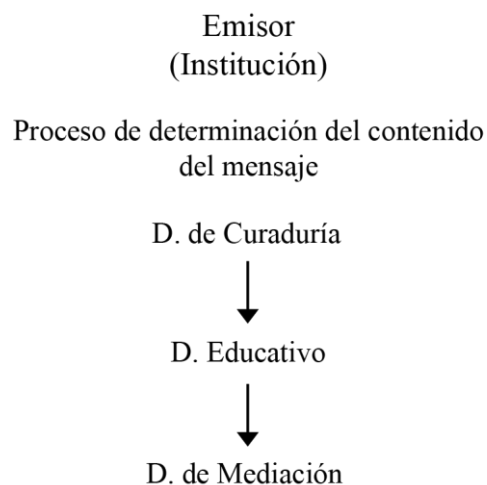 Emisor
(Institución)
Proceso de determinación del contenido
del mensaje
D. de Curaduría
D. Educativo
D. de Mediación